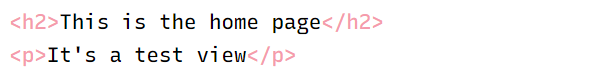 <h2>This is the home page</h2>
<p>It's a test view</p>